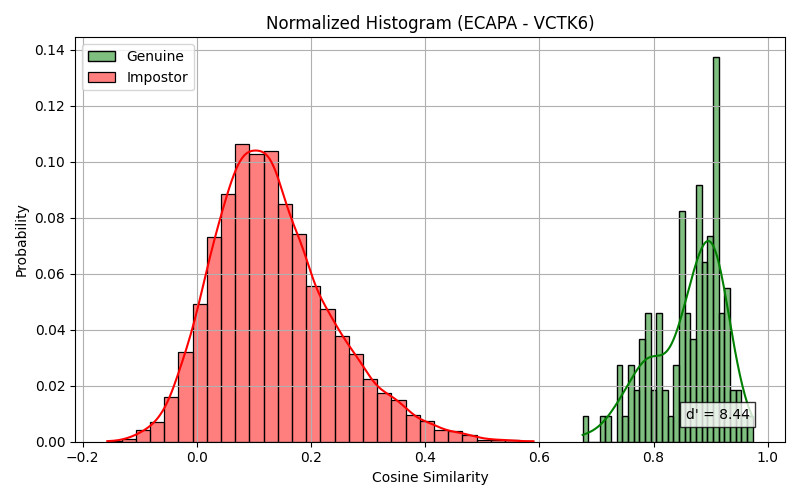 Normalized Histogram (ECAPA - VCTK6)
Genuine
Impostor
Probability
0.14
0.12
0.10
0.08
0.06
0.04
0.02
0.00
d' = 8.44
−0.2 0.0 0.2 0.4 0.6 0.8 1.0
Cosine Similarity